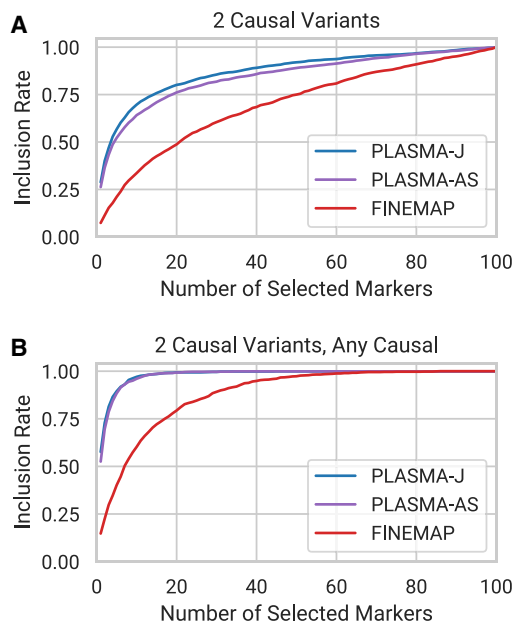 A
2 Causal Variants
1.00
0.75
0.50
0.25
0.00
Inclusion Rate
PLASMA-J
PLASMA-AS
FINEMAP
0 20 40 60 80 100
Number of Selected Markers
B
2 Causal Variants, Any Causal
1.00
0.75
0.50
0.25
0.00
Inclusion Rate
PLASMA-J
PLASMA-AS
FINEMAP
0 20 40 60 80 100
Number of Selected Markers